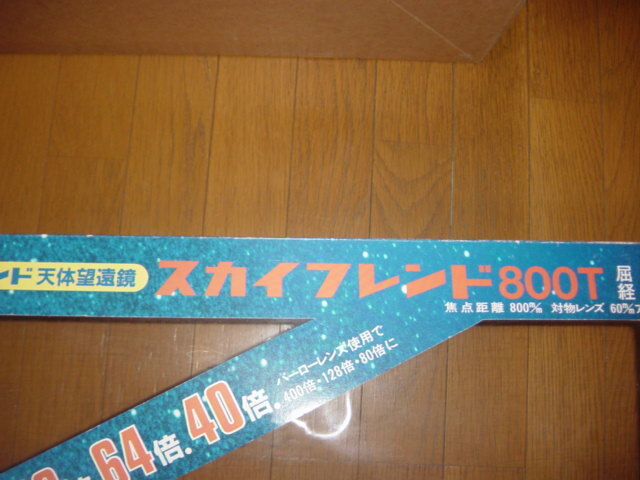 ンド天体望遠鏡
スカイフレンド800T
屈
経
焦点距離 800㎜ 対物レンズ 60㎜
64倍.40倍.
バーローレンズ使用で
400倍・128倍・80倍に